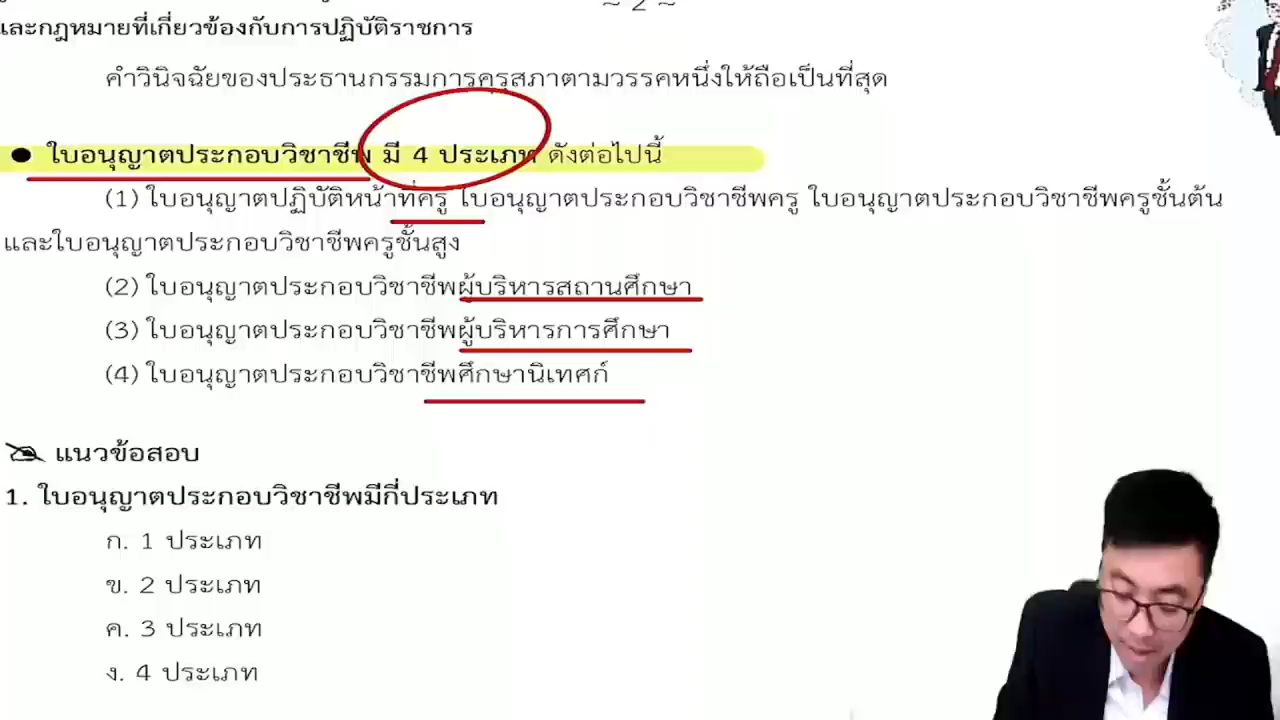 ~ 2 ~
และกฎหมายที่เกี่ยวข้องกับการปฏิบัติราชการ
คำวินิจฉัยของประธานกรรมการคุรุสภาตามวรรคหนึ่งให้ถือเป็นที่สุด
● ใบอนุญาตประกอบวิชาชีพ มี 4 ประเภท ดังต่อไปนี้
(1) ใบอนุญาตปฏิบัติหน้าที่ครู ใบอนุญาตประกอบวิชาชีพครู ใบอนุญาตประกอบวิชาชีพครูชั้นต้น
และใบอนุญาตประกอบวิชาชีพครูชั้นสูง
(2) ใบอนุญาตประกอบวิชาชีพผู้บริหารสถานศึกษา
(3) ใบอนุญาตประกอบวิชาชีพผู้บริหารการศึกษา
(4) ใบอนุญาตประกอบวิชาชีพศึกษานิเทศก์
แนวข้อสอบ
1. ใบอนุญาตประกอบวิชาชีพมีกี่ประเภท
ก. 1 ประเภท
ข. 2 ประเภท
ค. 3 ประเภท
ง. 4 ประเภท